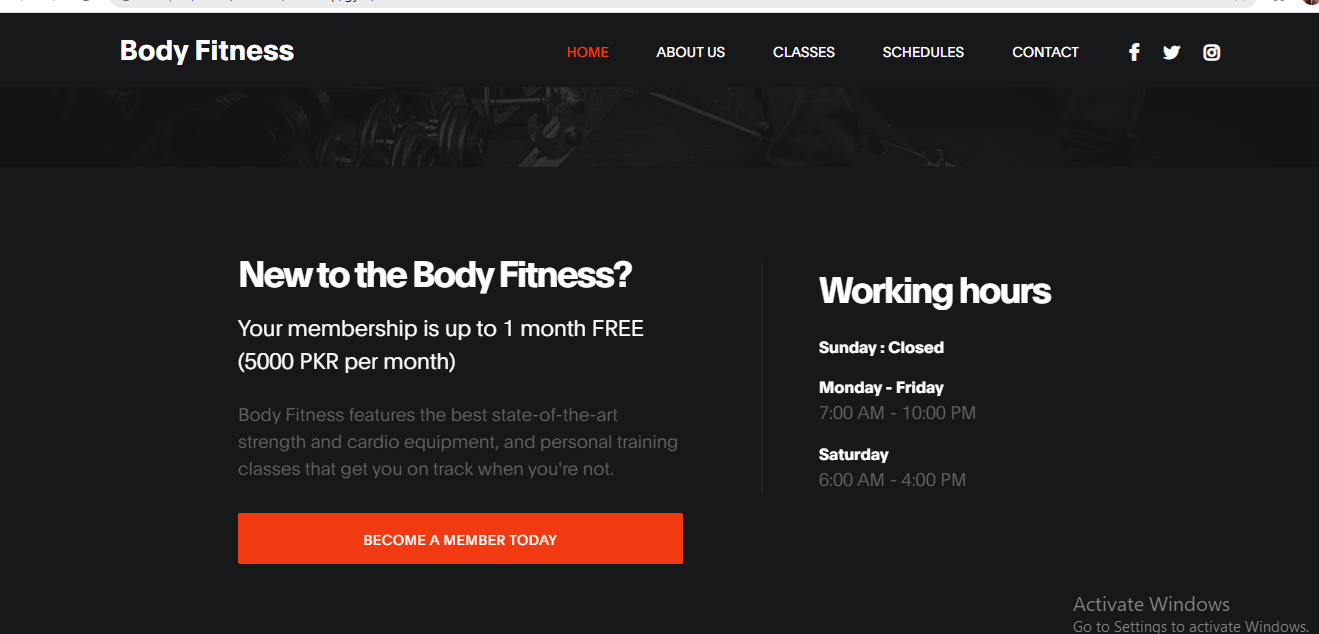 Body Fitness
HOME
ABOUT US
CLASSES
SCHEDULES
CONTACT
New to the Body Fitness?
Your membership is up to 1 month FREE
(5000 PKR per month)
Body Fitness features the best state-of-the-art
strength and cardio equipment, and personal training
classes that get you on track when you're not.
BECOME A MEMBER TODAY
Working hours
Sunday : Closed
Monday - Friday
7:00 AM - 10:00 PM
Saturday
6:00 AM - 4:00 PM
Activate Windows
Go to Settings to activate Windows.